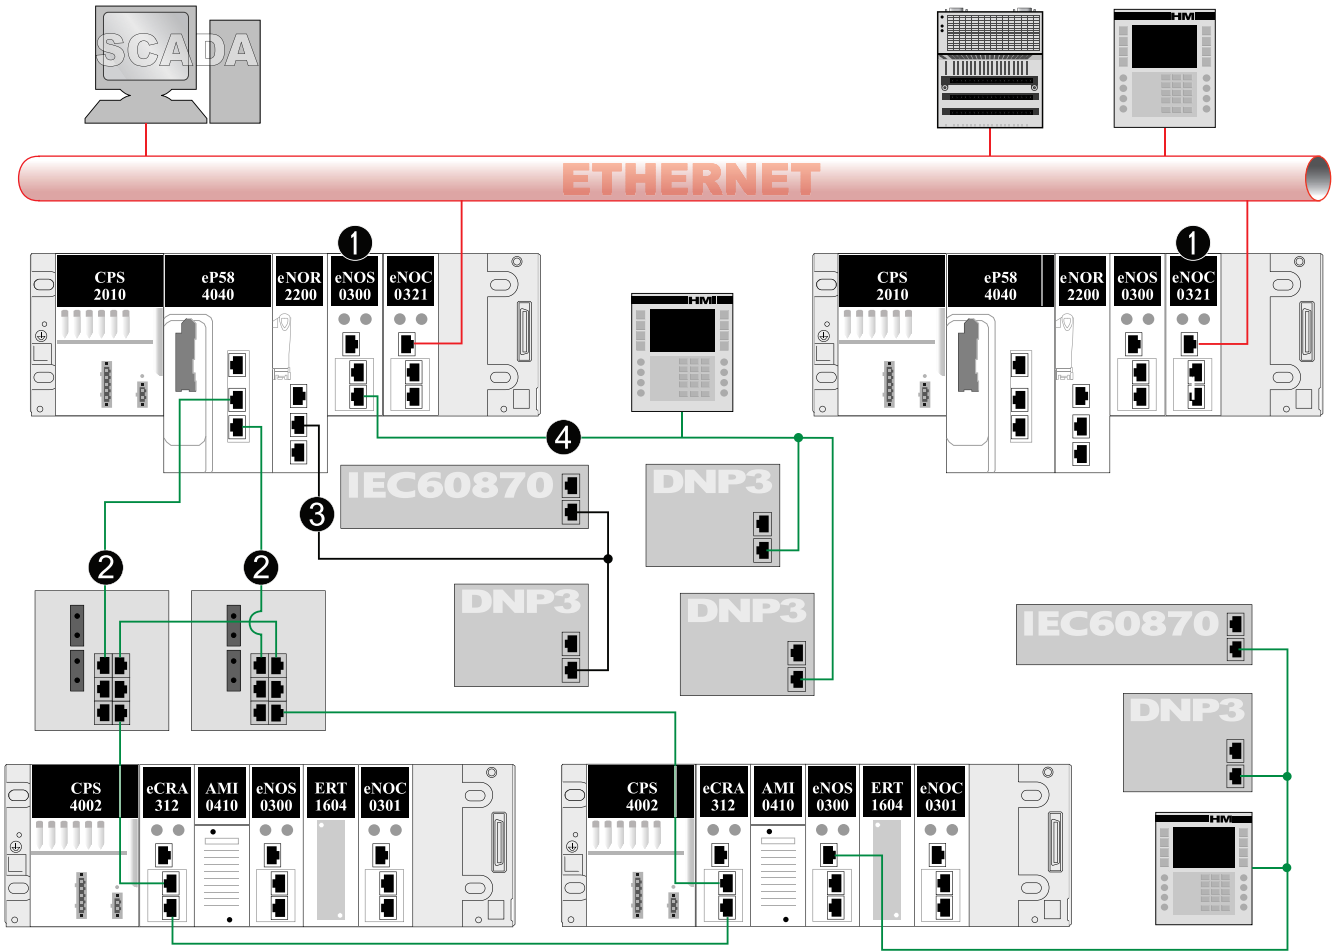 SCADA
HMI
ETHERNET
1
1
CPS 2010
eP58 4040
eNOR 2200
eNOS 0300
eNOC 0321
CPS 2010
eP58 4040
eNOR 2200
eNOS 0300
eNOC 0321
HMI
4
IEC60870
DNP3
3
2
2
DNP3
DNP3
IEC60870
DNP3
CPS 4002
eCRA 312
AMI 0410
eNOS 0300
ERT 1604
eNOC 0301
CPS 4002
eCRA 312
AMI 0410
eNOS 0300
ERT 1604
eNOC 0301
HMI